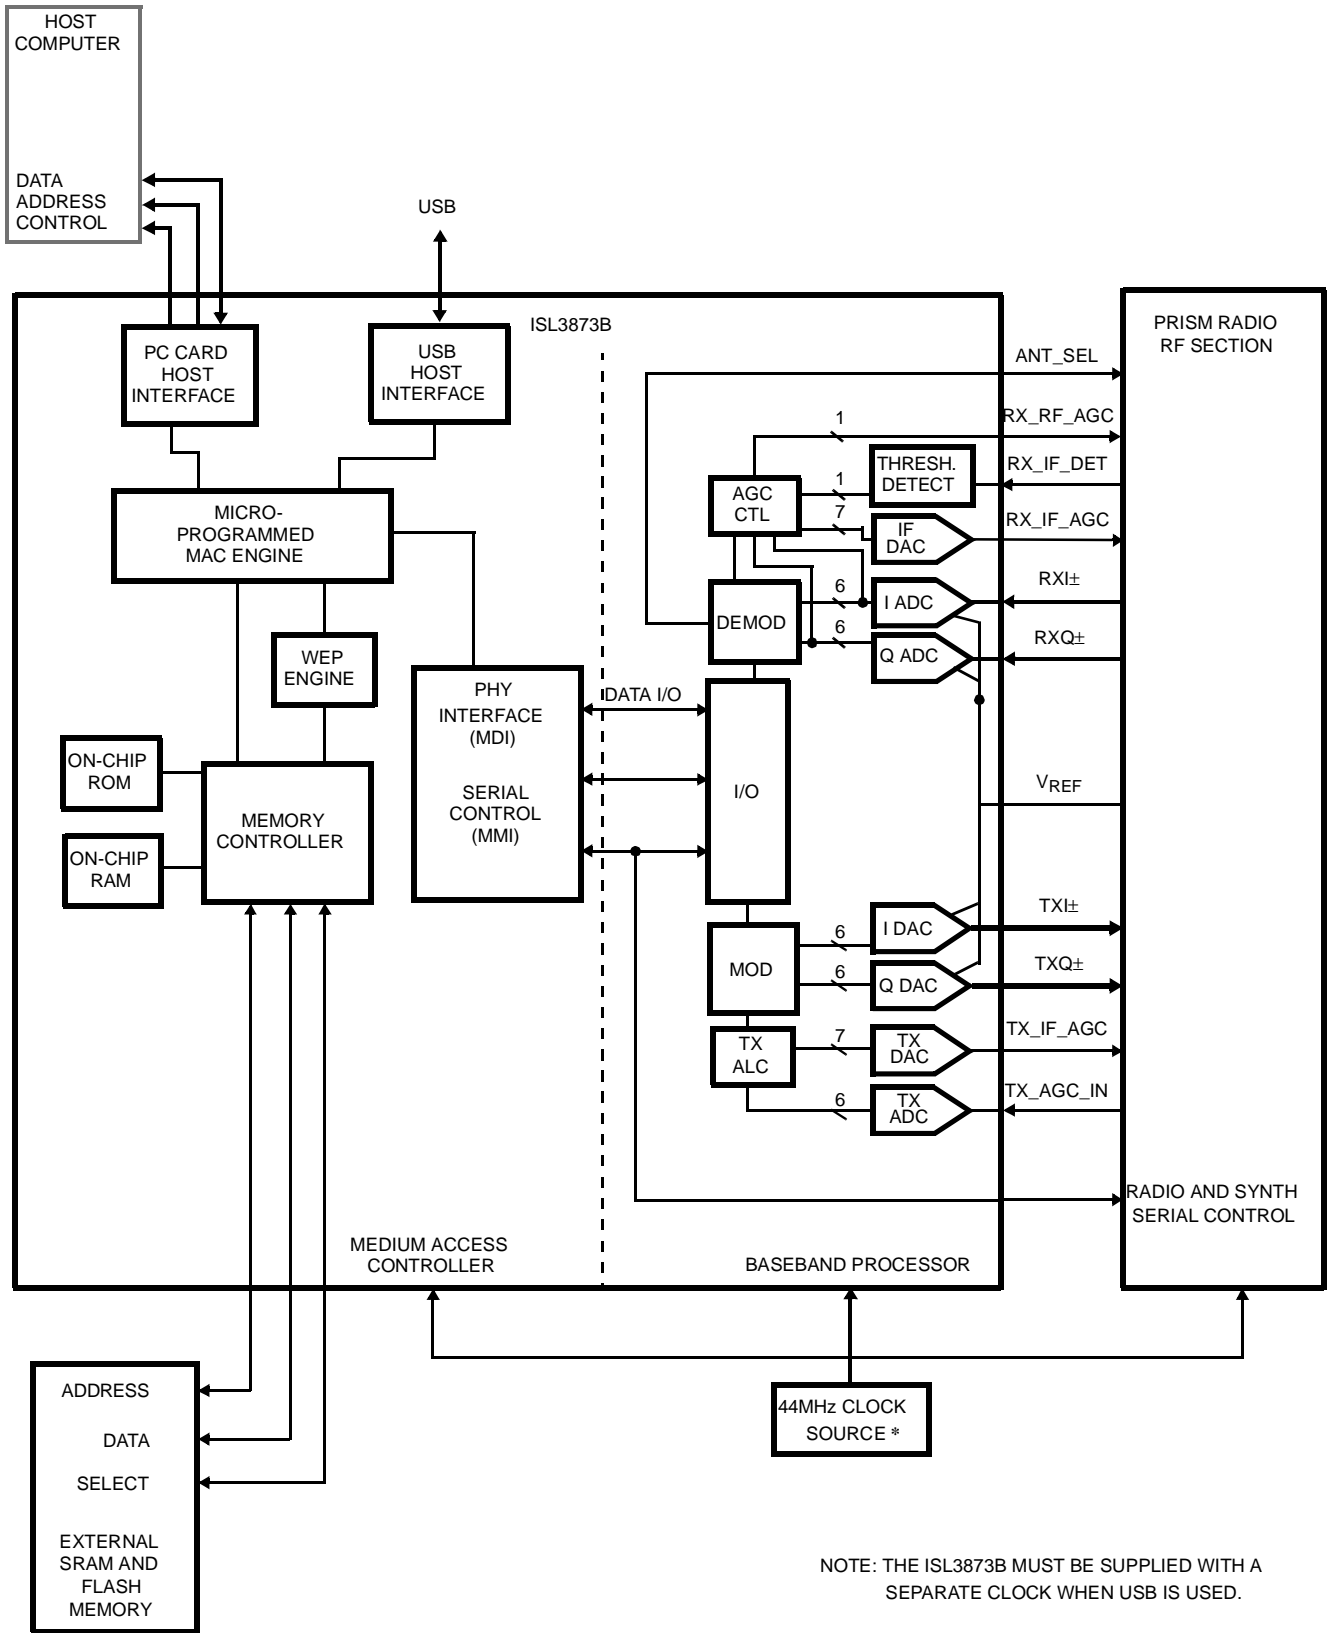 HOST
COMPUTER
DATA
ADDRESS
CONTROL
USB
ISL3873B
PC CARD
HOST
INTERFACE
USB
HOST
INTERFACE
MICRO-
PROGRAMMED
MAC ENGINE
WEP
ENGINE
ON-CHIP
ROM
ON-CHIP
RAM
MEMORY
CONTROLLER
PHY
INTERFACE
(MDI)
SERIAL
CONTROL
(MMI)
DATA I/O
I/O
AGC
CTL
DEMOD
MOD
TX
ALC
1
1
7
6
6
6
6
7
6
THRESH.
DETECT
IF
DAC
I ADC
Q ADC
I DAC
Q DAC
TX
DAC
TX
ADC
ANT_SEL
RX_RF_AGC
RX_IF_DET
RX_IF_AGC
RXI±
RXQ±
VREF
TXI±
TXQ±
TX_IF_AGC
TX_AGC_IN
PRISM RADIO
RF SECTION
RADIO AND SYNTH
SERIAL CONTROL
MEDIUM ACCESS
CONTROLLER
BASEBAND PROCESSOR
44MHz CLOCK
SOURCE *
ADDRESS
DATA
SELECT
EXTERNAL
SRAM AND
FLASH
MEMORY
NOTE: THE ISL3873B MUST BE SUPPLIED WITH A
SEPARATE CLOCK WHEN USB IS USED.